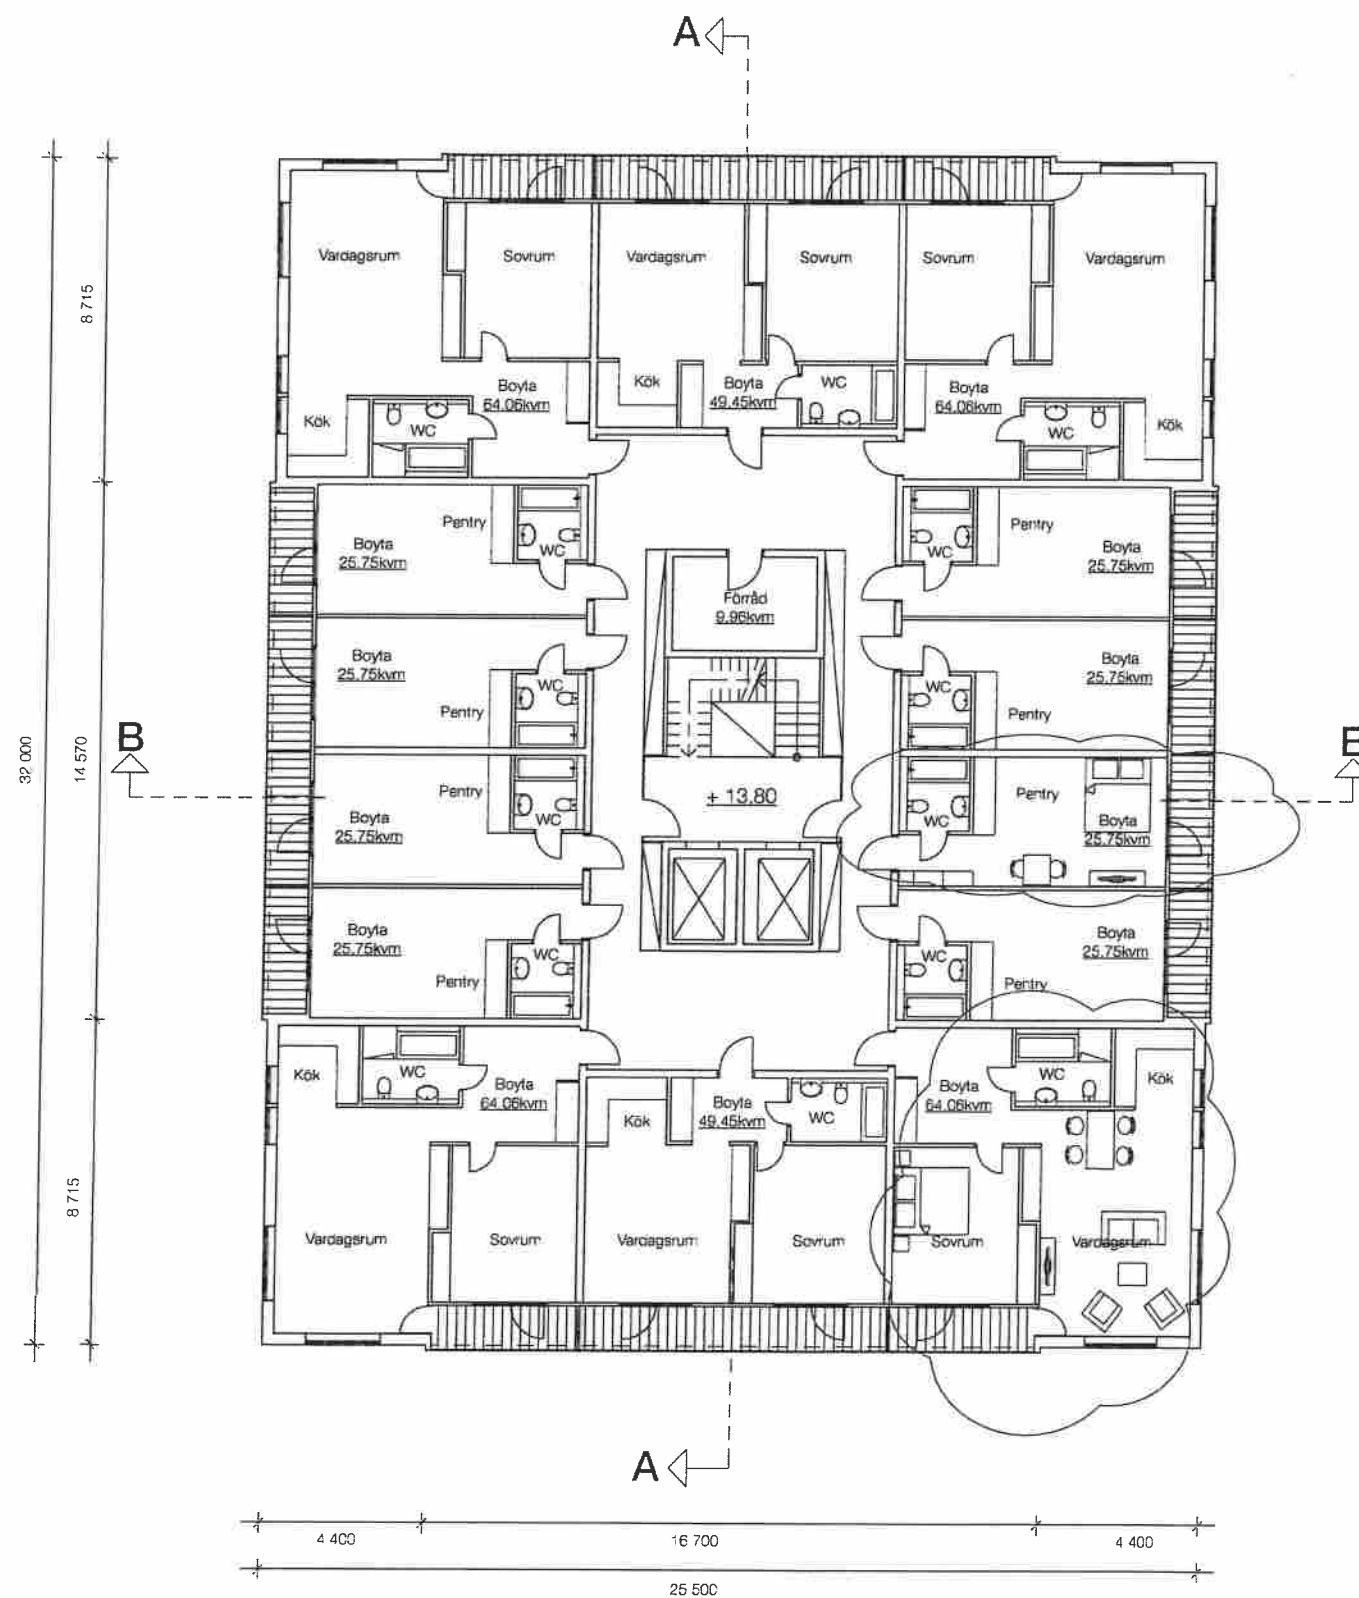 A
Vardagsrum
Sovrum
Vardagsrum
Sovrum
Sovrum
Vardagsrum
8 715
Kök
Boyta
64.06kvm
WC
Kök
Boyta
49.45kvm
WC
Boyta
64.06kvm
WC
Kök
Pentry
WC
Boyta
25.75kvm
WC
Pentry
Boyta
25.75kvm
Förråd
9.96kvm
Boyta
25.75kvm
WC
Pentry
WC
Pentry
Boyta
25.75kvm
32 000
14 570
B
B
Boyta
25.75kvm
Pentry
WC
+ 13.80
WC
Pentry
Boyta
25.75kvm
Boyta
25.75kvm
WC
Pentry
WC
Pentry
Boyta
25.75kvm
8 715
Kök
WC
Boyta
64.06kvm
Kök
Boyta
49.45kvm
WC
Boyta
64.06kvm
WC
Kök
Vardagsrum
Sovrum
Vardagsrum
Sovrum
Sovrum
Vardagsrum
A
4 400
16 700
4 400
25 500